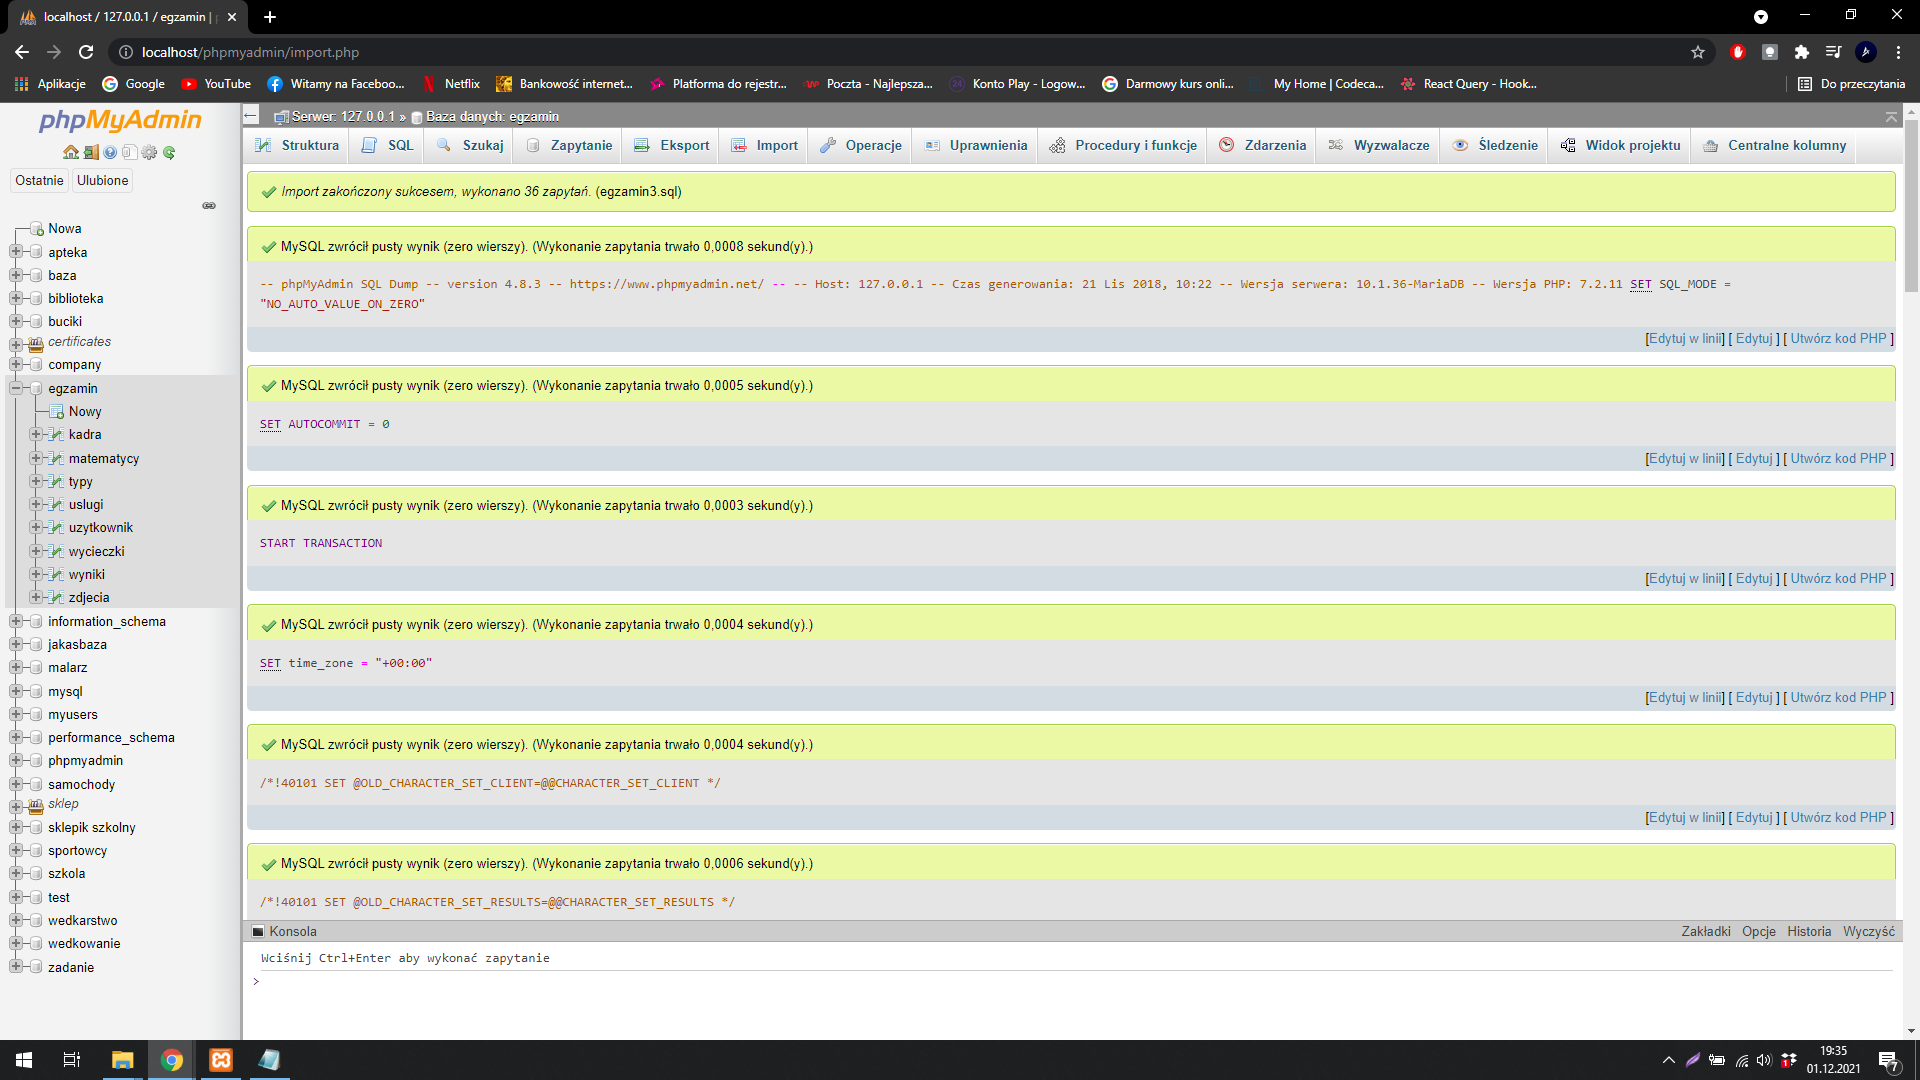 localhost / 127.0.0.1 / egzamin |
localhost/phpmyadmin/import.php
Aplikacje
Google
YouTube
Witamy na Faceboo...
Netflix
Bankowość internet...
Platforma do rejestr...
Poczta - Najlepsza...
24
Konto Play - Logow...
Darmowy kurs onli...
My Home | Codeca...
React Query - Hook...
Do przeczytania
phpMyAdmin
Ostatnie
Ulubione
Nowa
apteka
baza
biblioteka
buciki
certificates
company
egzamin
Nowy
kadra
matematycy
typy
uslugi
uzytkownik
wycieczki
wyniki
zdjecia
information_schema
jakasbaza
malarz
mysql
myusers
performance_schema
phpmyadmin
samochody
sklep
sklepik szkolny
sportowcy
szkola
test
wedkarstwo
wedkowanie
zadanie
Serwer: 127.0.0.1 » Baza danych: egzamin
Struktura
SQL
Szukaj
Zapytanie
Eksport
Import
Operacje
Uprawnienia
Procedury i funkcje
Zdarzenia
Wyzwalacze
Śledzenie
Widok projektu
Centralne kolumny
Import zakończony sukcesem, wykonano 36 zapytań. (egzamin3.sql)
MySQL zwrócił pusty wynik (zero wierszy). (Wykonanie zapytania trwało 0,0008 sekund(y).)
-- phpMyAdmin SQL Dump -- version 4.8.3 -- https://www.phpmyadmin.net/ -- -- Host: 127.0.0.1 -- Czas generowania: 21 Lis 2018, 10:22 -- Wersja serwera: 10.1.36-MariaDB -- Wersja PHP: 7.2.11 SET SQL_MODE =
"NO_AUTO_VALUE_ON_ZERO"
[Edytuj w linii] [ Edytuj ] [ Utwórz kod PHP ]
MySQL zwrócił pusty wynik (zero wierszy). (Wykonanie zapytania trwało 0,0005 sekund(y).)
SET AUTOCOMMIT = 0
[Edytuj w linii] [ Edytuj ] [ Utwórz kod PHP ]
MySQL zwrócił pusty wynik (zero wierszy). (Wykonanie zapytania trwało 0,0003 sekund(y).)
START TRANSACTION
[Edytuj w linii] [ Edytuj ] [ Utwórz kod PHP ]
MySQL zwrócił pusty wynik (zero wierszy). (Wykonanie zapytania trwało 0,0004 sekund(y).)
SET time_zone = "+00:00"
[Edytuj w linii] [ Edytuj ] [ Utwórz kod PHP ]
MySQL zwrócił pusty wynik (zero wierszy). (Wykonanie zapytania trwało 0,0004 sekund(y).)
/*!40101 SET @OLD_CHARACTER_SET_CLIENT=@@CHARACTER_SET_CLIENT */
[Edytuj w linii] [ Edytuj ] [ Utwórz kod PHP ]
MySQL zwrócił pusty wynik (zero wierszy). (Wykonanie zapytania trwało 0,0006 sekund(y).)
/*!40101 SET @OLD_CHARACTER_SET_RESULTS=@@CHARACTER_SET_RESULTS */
Konsola
Zakładki Opcje Historia Wyczyść
Wciśnij Ctrl+Enter aby wykonać zapytanie
>
19:35
01.12.2021
7